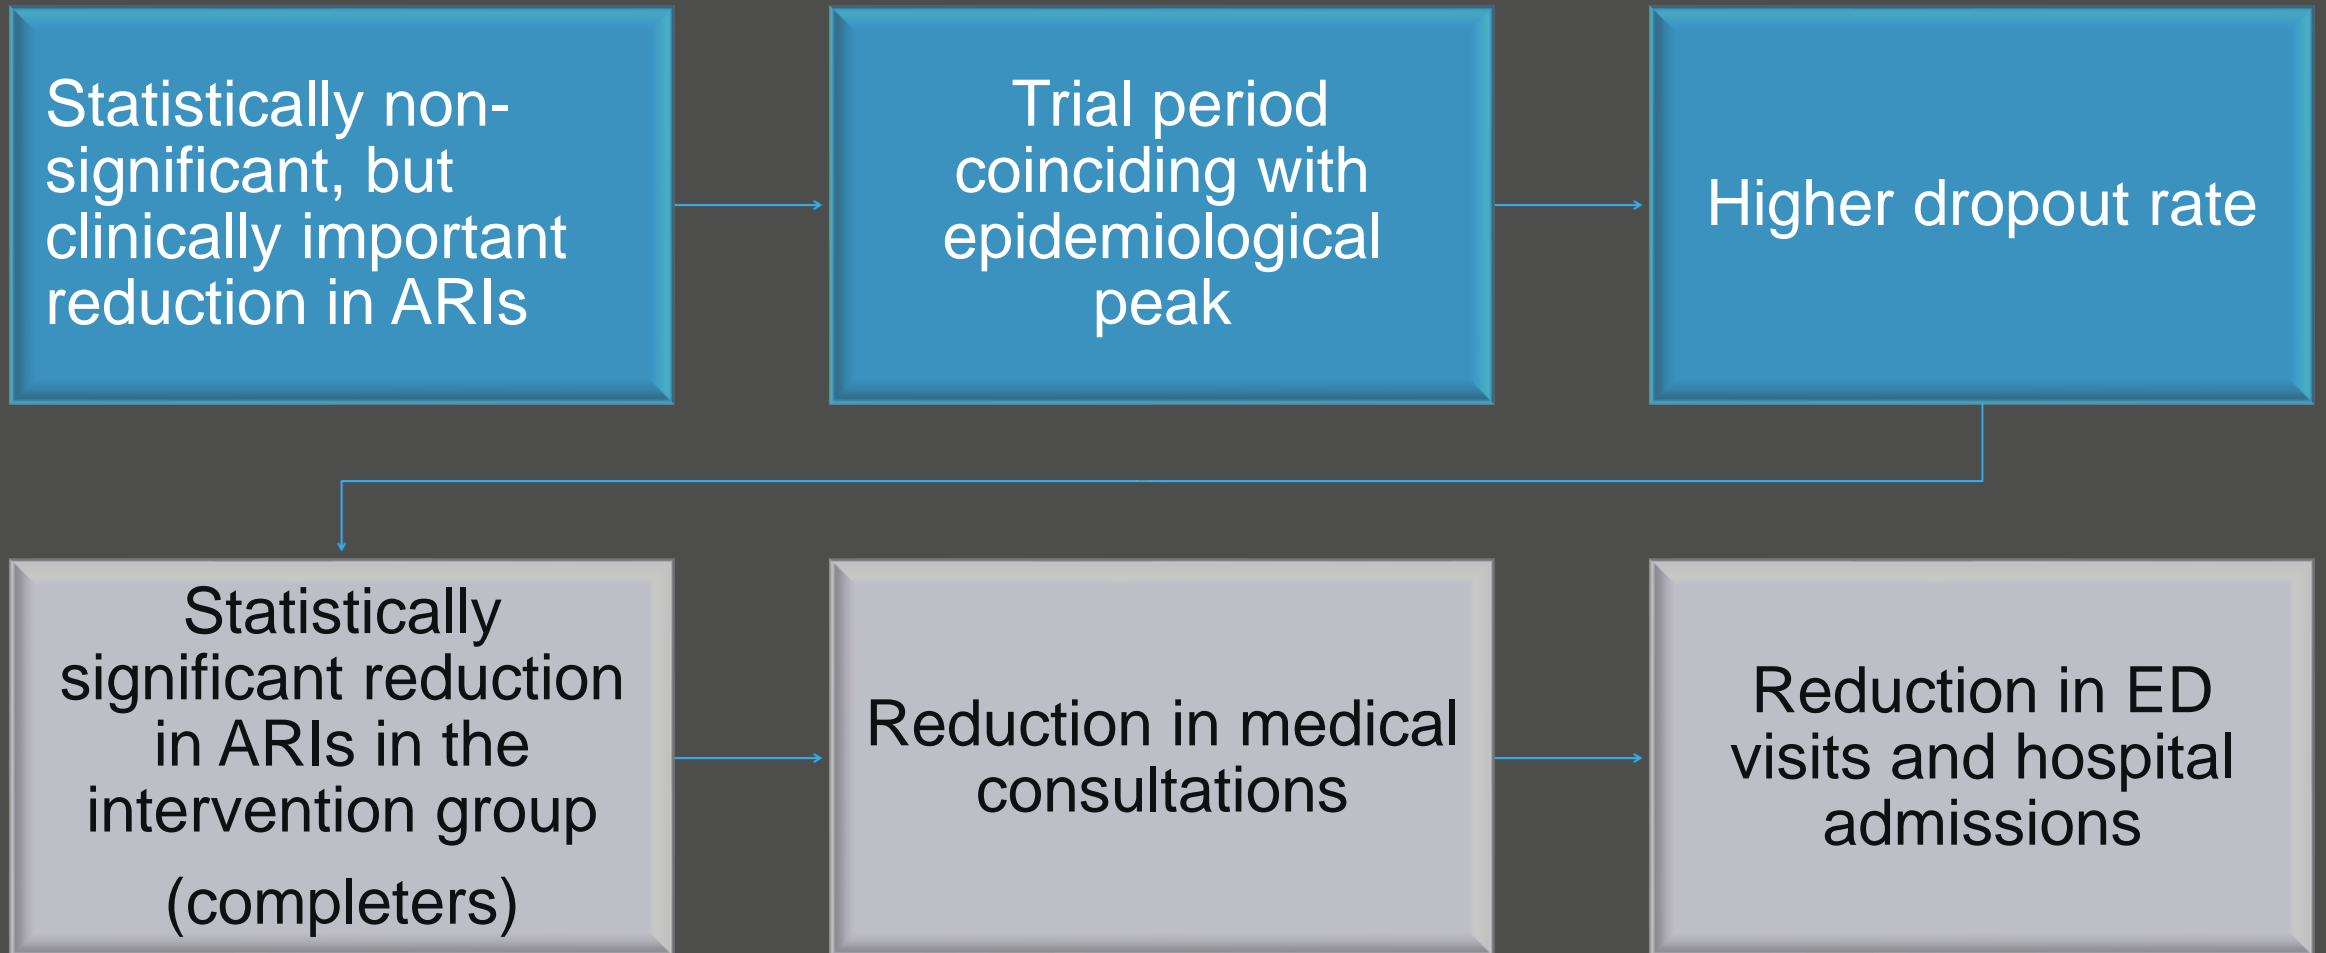 Statistically non-
significant, but
clinically important
reduction in ARIs
Trial period
coinciding with
epidemiological
peak
Higher dropout rate
Statistically
significant reduction
in ARIs in the
intervention group
(completers)
Reduction in medical
consultations
Reduction in ED
visits and hospital
admissions